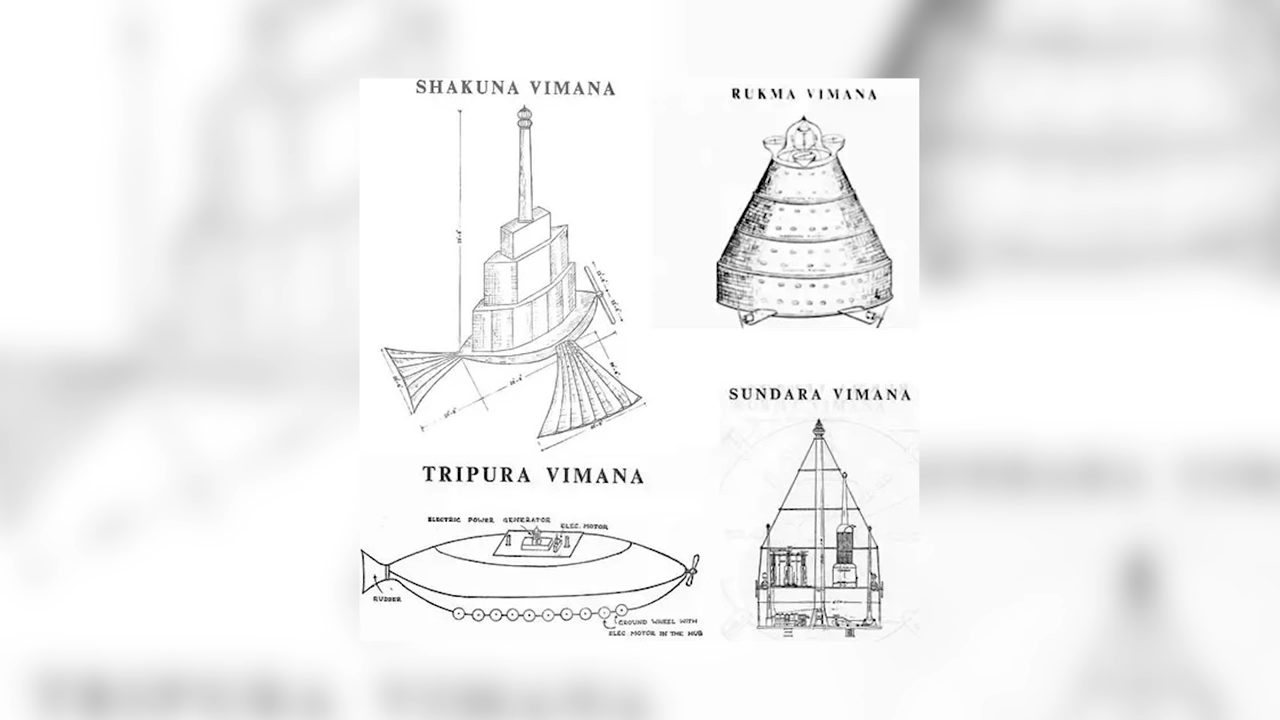 SHAKUNA VIMANA
RUKMA VIMANA
SUNDARA VIMANA
TRIPURA VIMANA
ELECTRIC POWER GENERATOR
ELEC. MOTOR
RUDDER
GROUND WHEEL WITH
ELEC. MOTOR IN THE HUB